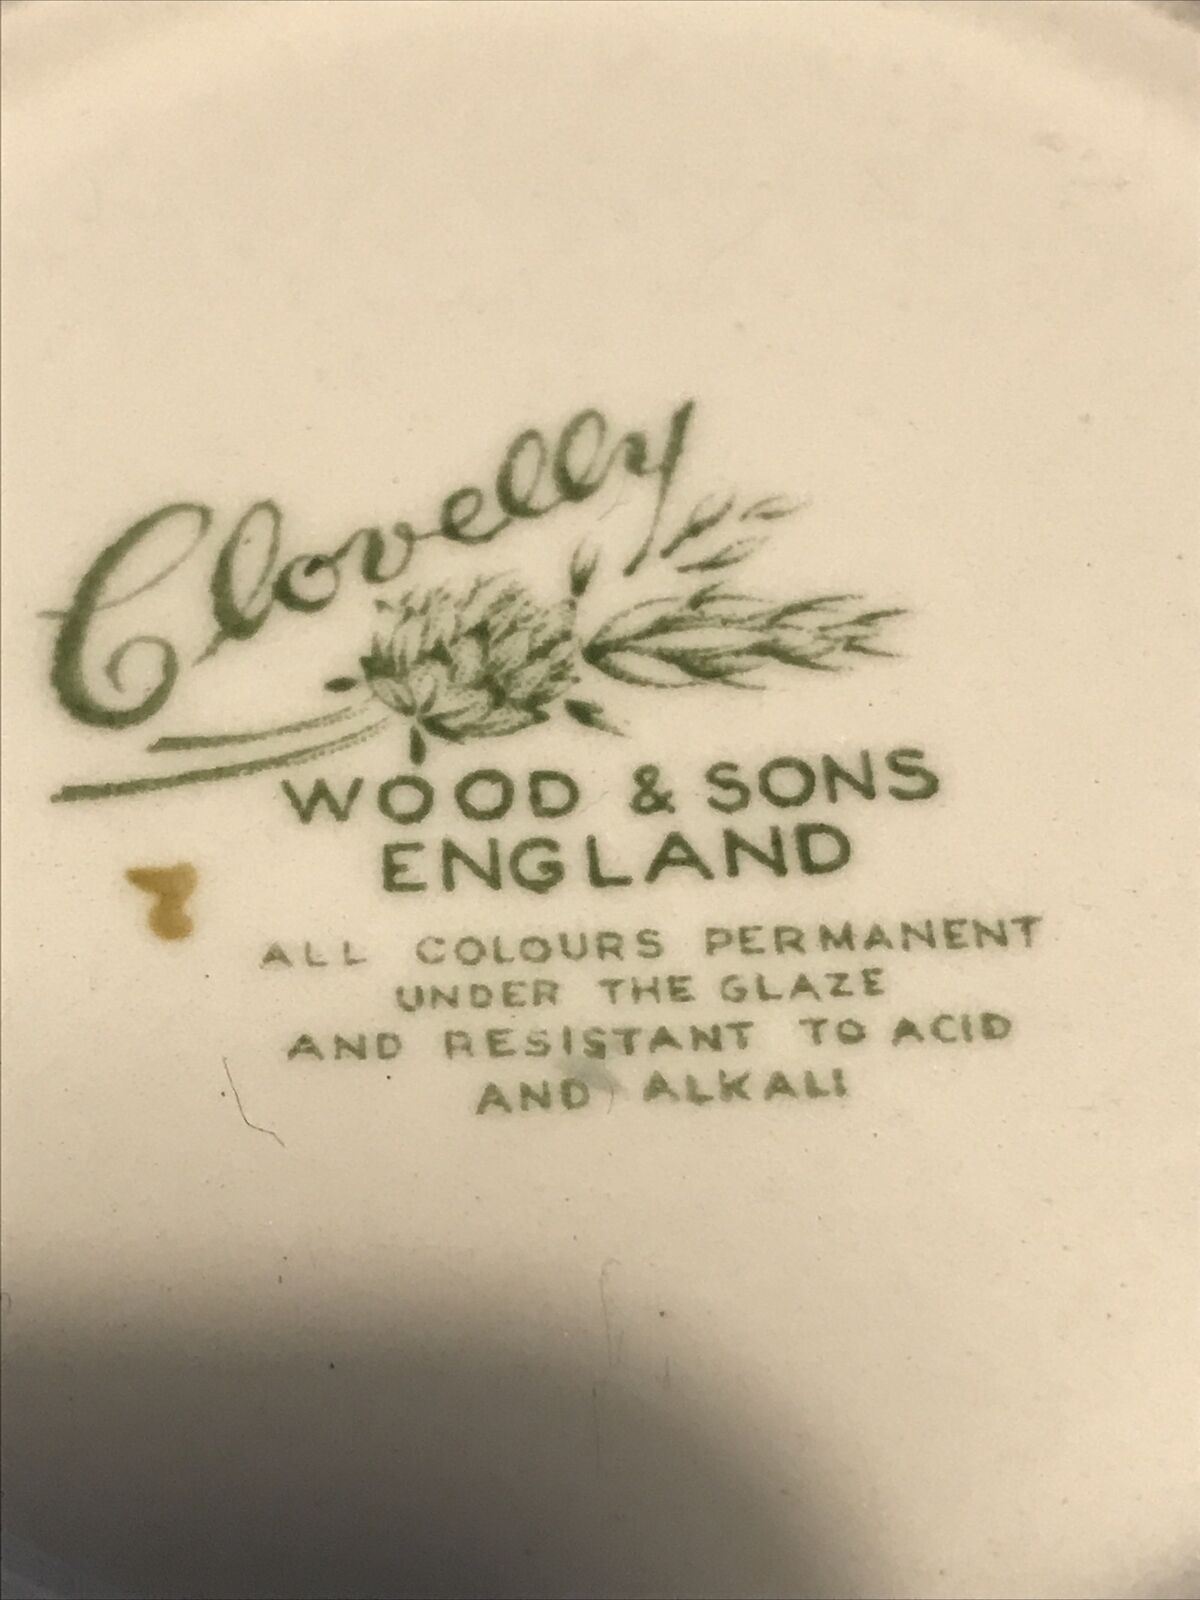 Clovelly
WOOD & SONS
ENGLAND
ALL COLOURS PERMANENT
UNDER THE GLAZE
AND RESISTANT TO ACID
AND ALKALI